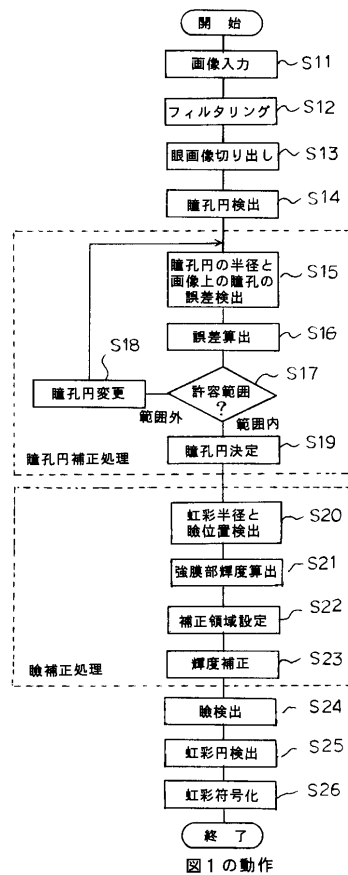 開始
画像入力
S11
フィルタリング
S12
眼画像切り出し
S13
瞳孔円検出
S14
瞳孔円の半径と
画像上の瞳孔の
誤差検出
S15
誤差算出
S16
許容範囲
?
S17
範囲外
範囲内
S18
瞳孔円変更
瞳孔円決定
S19
瞳孔円補正処理
虹彩半径と
瞼位置検出
S20
強膜部輝度算出
S21
補正領域設定
S22
輝度補正
S23
瞼補正処理
瞼検出
S24
虹彩円検出
S25
虹彩符号化
S26
終了
図1の動作